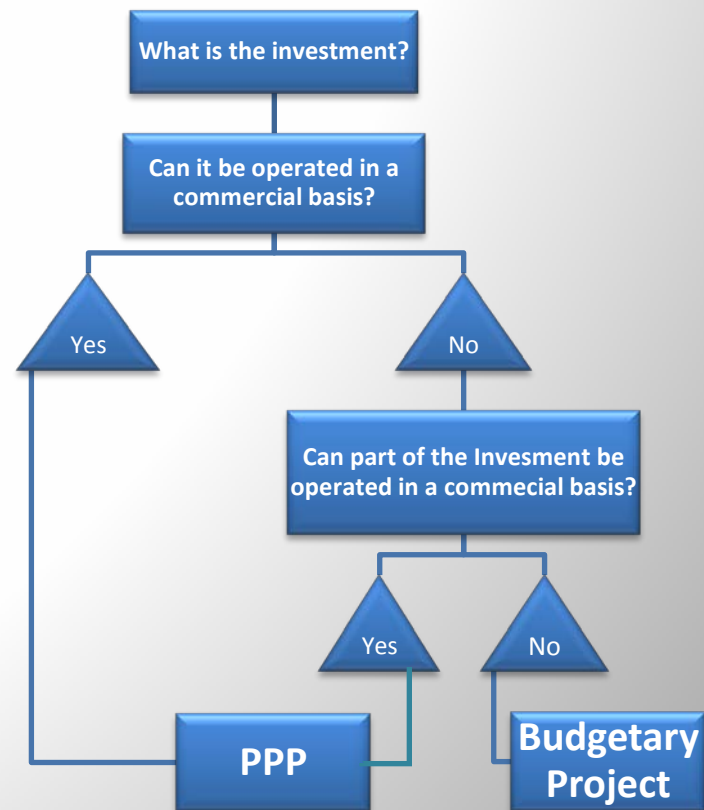 What is the investment?
Can it be operated in a
commercial basis?
Yes
No
Can part of the Invesment be
operated in a commecial basis?
Yes
No
PPP
Budgetary
Project